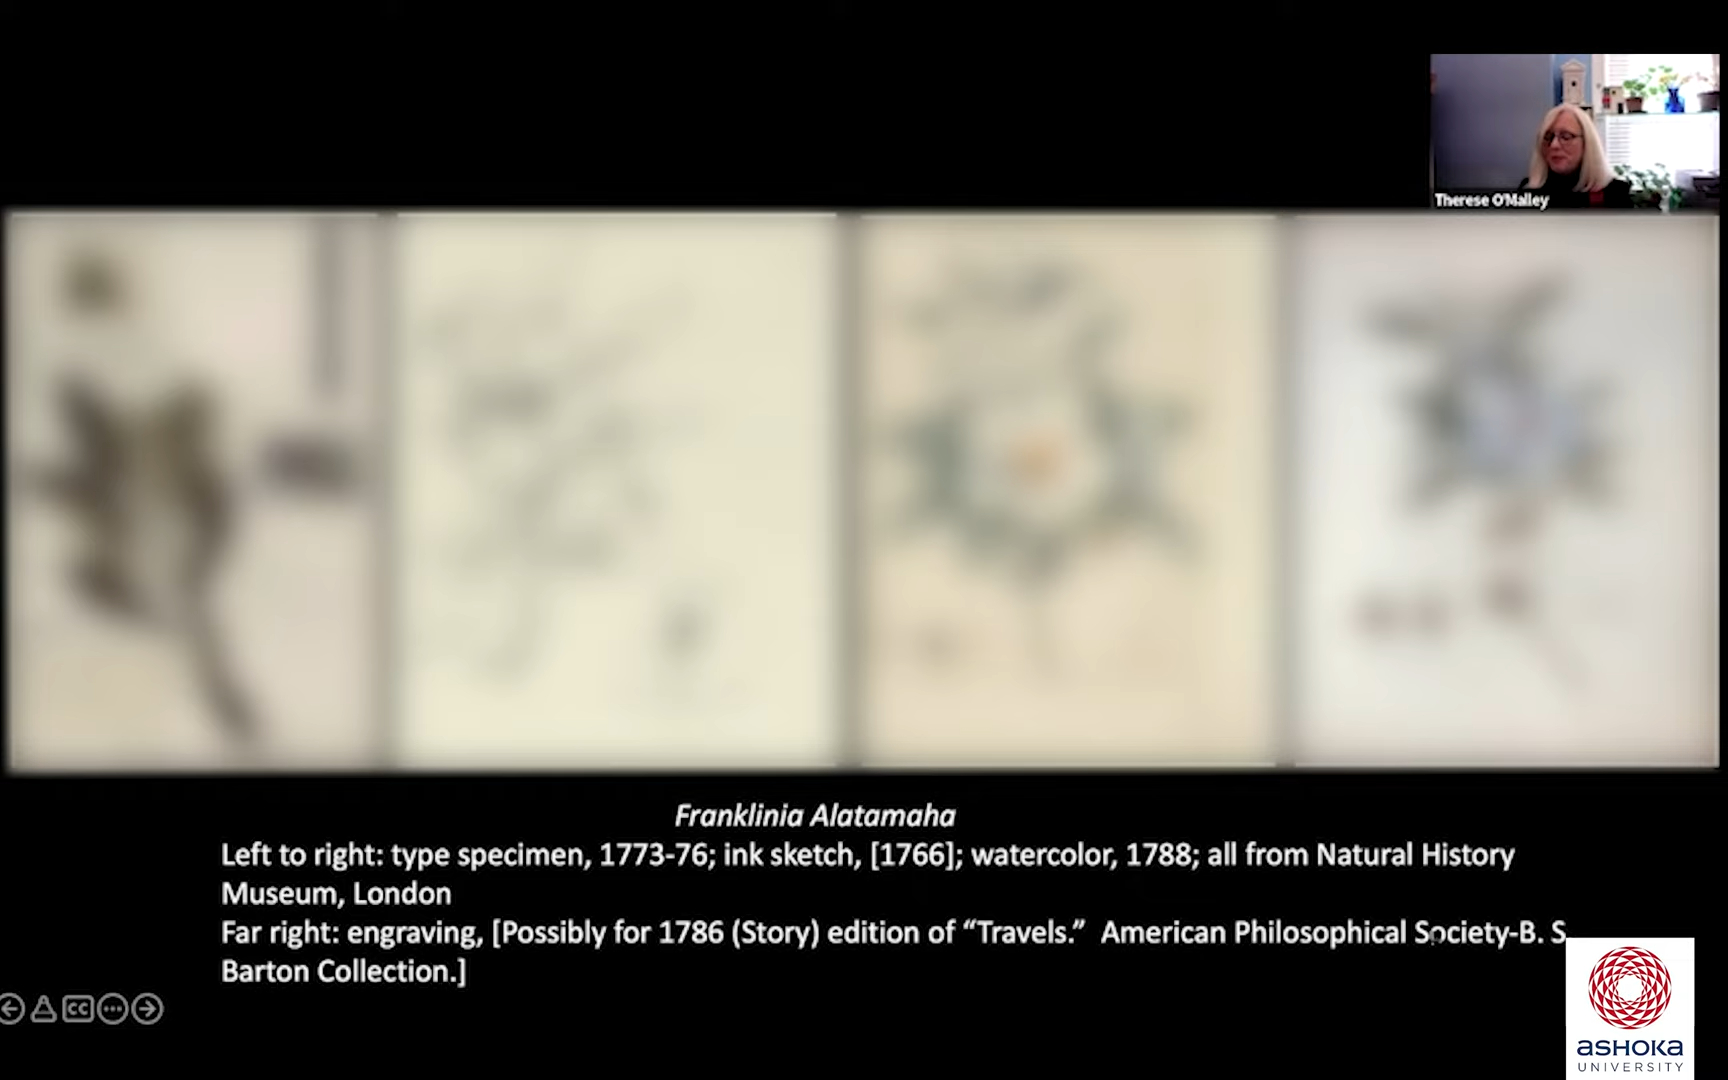 Therese O'Malley
Franklinia Alatamaha
Left to right: type specimen, 1773-76; ink sketch, [1766]; watercolor, 1788; all from Natural History
Museum, London
Far right: engraving, [Possibly for 1786 (Story) edition of “Travels.”  American Philosophical Society-B. S.
Barton Collection.]
CC
ASHOKA
UNIVERSITY